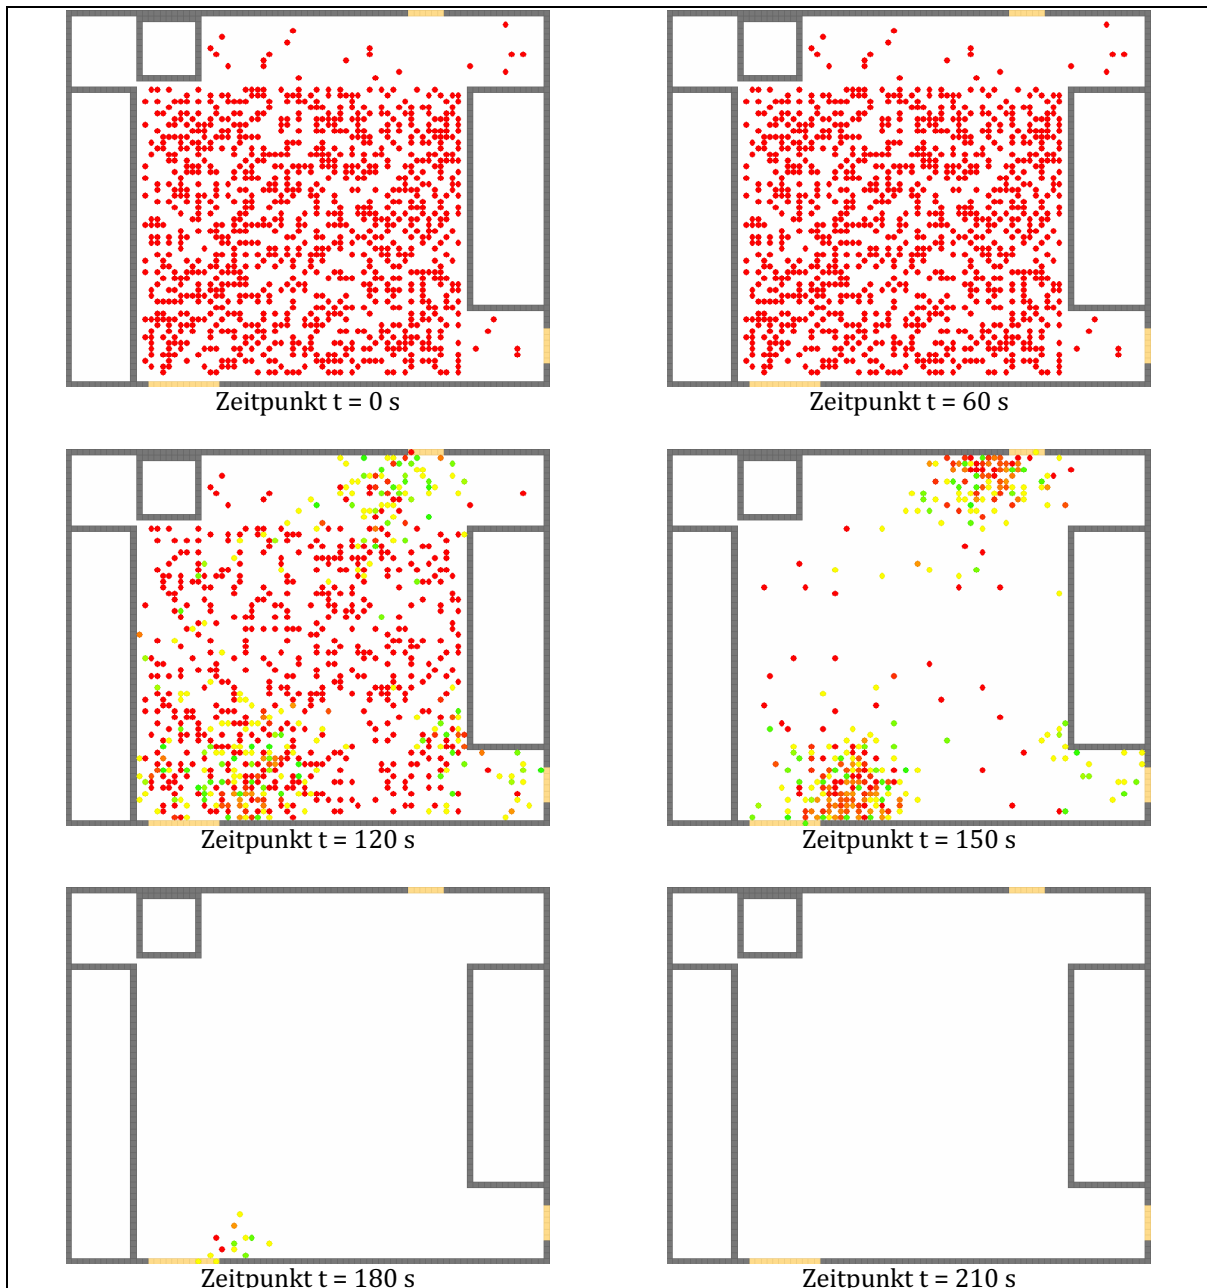 Zeitpunkt t = 0 s
Zeitpunkt t = 60 s
Zeitpunkt t = 120 s
Zeitpunkt t = 150 s
Zeitpunkt t = 180 s
Zeitpunkt t = 210 s